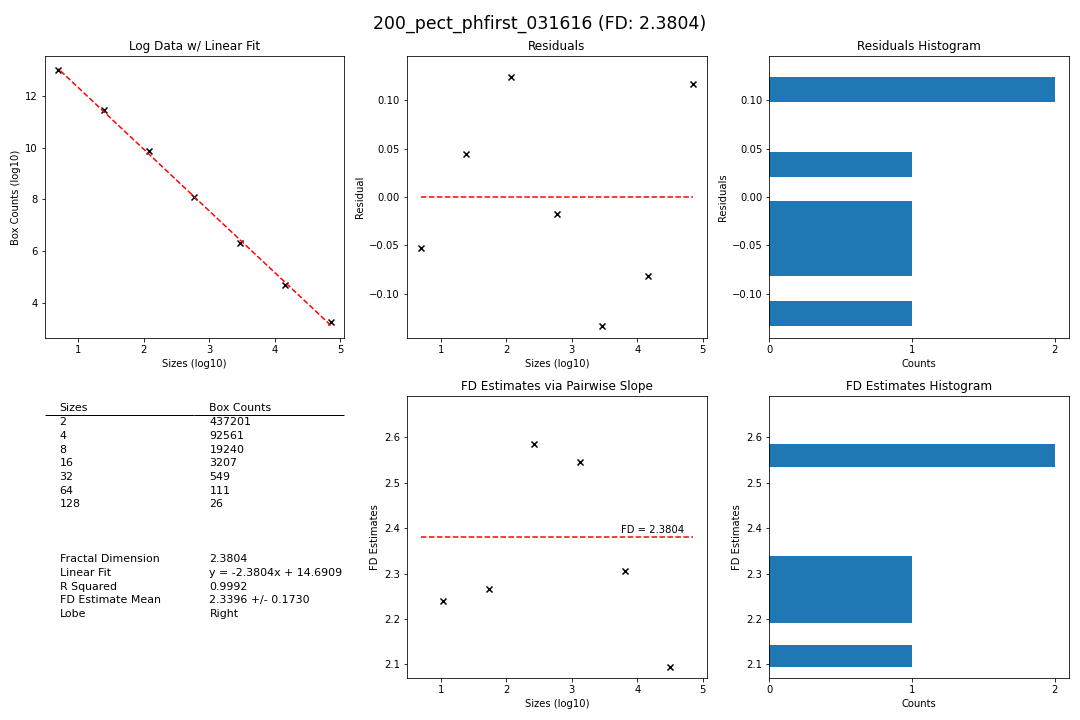 200_pect_phfirst_031616 (FD: 2.3804)
Log Data w/ Linear Fit
Box Counts (log10)
12
10
8
6
4
1 2 3 4 5
Sizes (log10)
Residuals
Residual
0.10
0.05
0.00
−0.05
−0.10
1 2 3 4 5
Sizes (log10)
Residuals Histogram
Residuals
0.10
0.05
0.00
−0.05
−0.10
0 1 2
Counts
Sizes Box Counts
2 437201
4 92561
8 19240
16 3207
32 549
64 111
128 26
Fractal Dimension 2.3804
Linear Fit y = -2.3804x + 14.6909
R Squared 0.9992
FD Estimate Mean 2.3396 +/- 0.1730
Lobe Right
FD Estimates via Pairwise Slope
FD Estimates
2.6
2.5
2.4
2.3
2.2
2.1
FD = 2.3804
1 2 3 4 5
Sizes (log10)
FD Estimates Histogram
FD Estimates
2.6
2.5
2.4
2.3
2.2
2.1
0 1 2
Counts